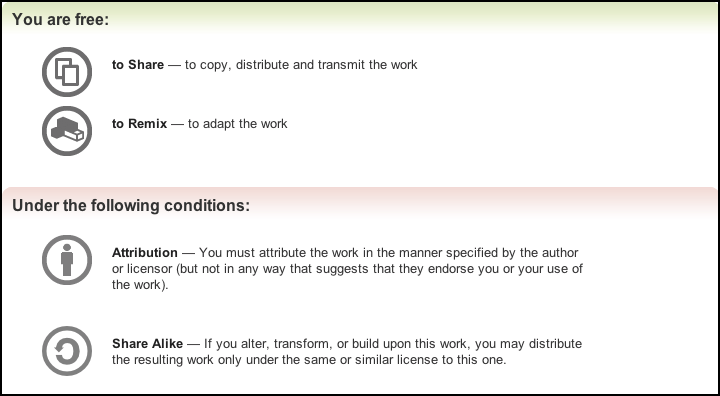 You are free:
to Share — to copy, distribute and transmit the work
to Remix — to adapt the work
Under the following conditions:
Attribution — You must attribute the work in the manner specified by the author
or licensor (but not in any way that suggests that they endorse you or your use of
the work).
Share Alike — If you alter, transform, or build upon this work, you may distribute
the resulting work only under the same or similar license to this one.